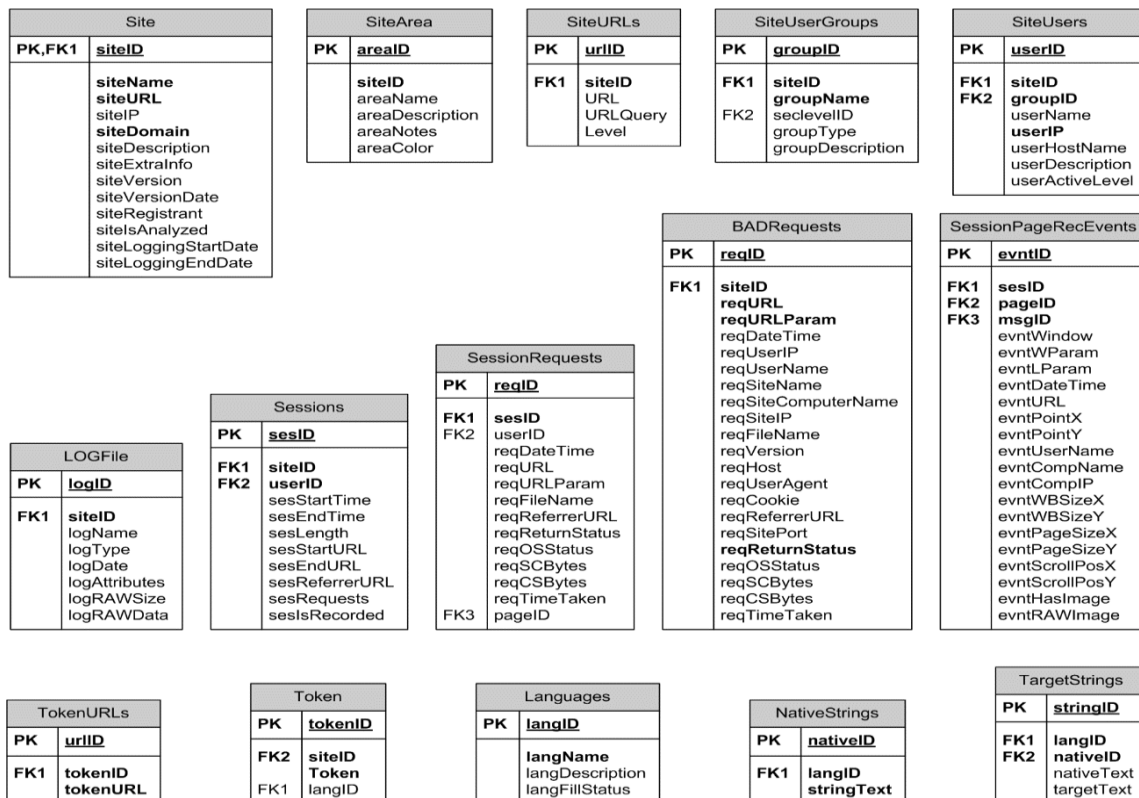 Site
PK,FK1 siteID
siteName
siteURL
siteIP
siteDomain
siteDescription
siteExtraInfo
siteVersion
siteVersionDate
siteRegistrant
siteIsAnalyzed
siteLoggingStartDate
siteLoggingEndDate
SiteArea
PK areaID
siteID
areaName
areaDescription
areaNotes
areaColor
SiteURLs
PK urlID
FK1 siteID
URL
URLQuery
Level
SiteUserGroups
PK groupID
FK1 siteID
groupName
FK2 seclevelID
groupType
groupDescription
SiteUsers
PK userID
FK1 siteID
FK2 groupID
userName
userIP
userHostName
userDescription
userActiveLevel
LOGFile
PK logID
FK1 siteID
logName
logType
logDate
logAttributes
logRAWSize
logRAWData
Sessions
PK sesID
FK1 siteID
FK2 userID
sesStartTime
sesEndTime
sesLength
sesStartURL
sesEndURL
sesReferrerURL
sesRequests
sesIsRecorded
SessionRequests
PK reqID
FK1 sesID
FK2 userID
reqDateTime
reqURL
reqURLParam
reqFileName
reqReferrerURL
reqReturnStatus
reqOSStatus
reqSCBytes
reqCSBytes
reqTimeTaken
FK3 pageID
BADRequests
PK reqID
FK1 siteID
reqURL
reqURLParam
reqDateTime
reqUserIP
reqUserName
reqSiteName
reqSiteComputerName
reqSiteIP
reqFileName
reqVersion
reqHost
reqUserAgent
reqCookie
reqReferrerURL
reqSitePort
reqReturnStatus
reqOSStatus
reqSCBytes
reqCSBytes
reqTimeTaken
SessionPageRecEvents
PK evntID
FK1 sesID
FK2 pageID
FK3 msgID
evntWindow
evntWParam
evntLParam
evntDateTime
evntURL
evntPointX
evntPointY
evntUserName
evntCompName
evntCompIP
evntWBSizeX
evntWBSizeY
evntPageSizeX
evntPageSizeY
evntScrollPosX
evntScrollPosY
evntHasImage
evntRAWImage
TokenURLs
PK urlID
FK1 tokenID
tokenURL
Token
PK tokenID
FK2 siteID
Token
FK1 langID
Languages
PK langID
langName
langDescription
langFillStatus
NativeStrings
PK nativeID
FK1 langID
stringText
TargetStrings
PK stringID
FK1 langID
FK2 nativeID
nativeText
targetText